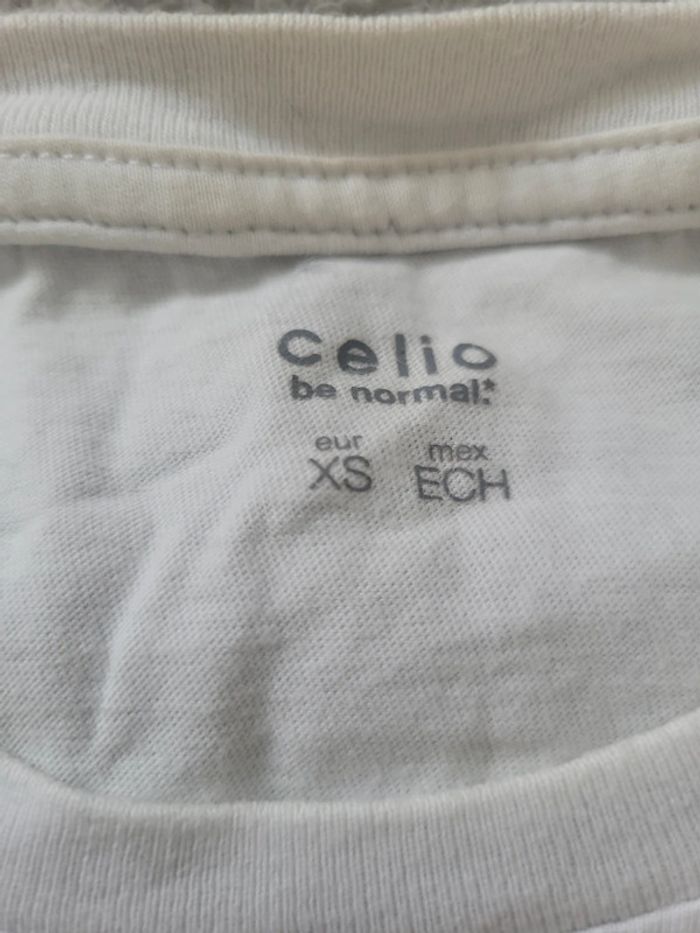 celio
be normal.*
eur mex
XS ECH